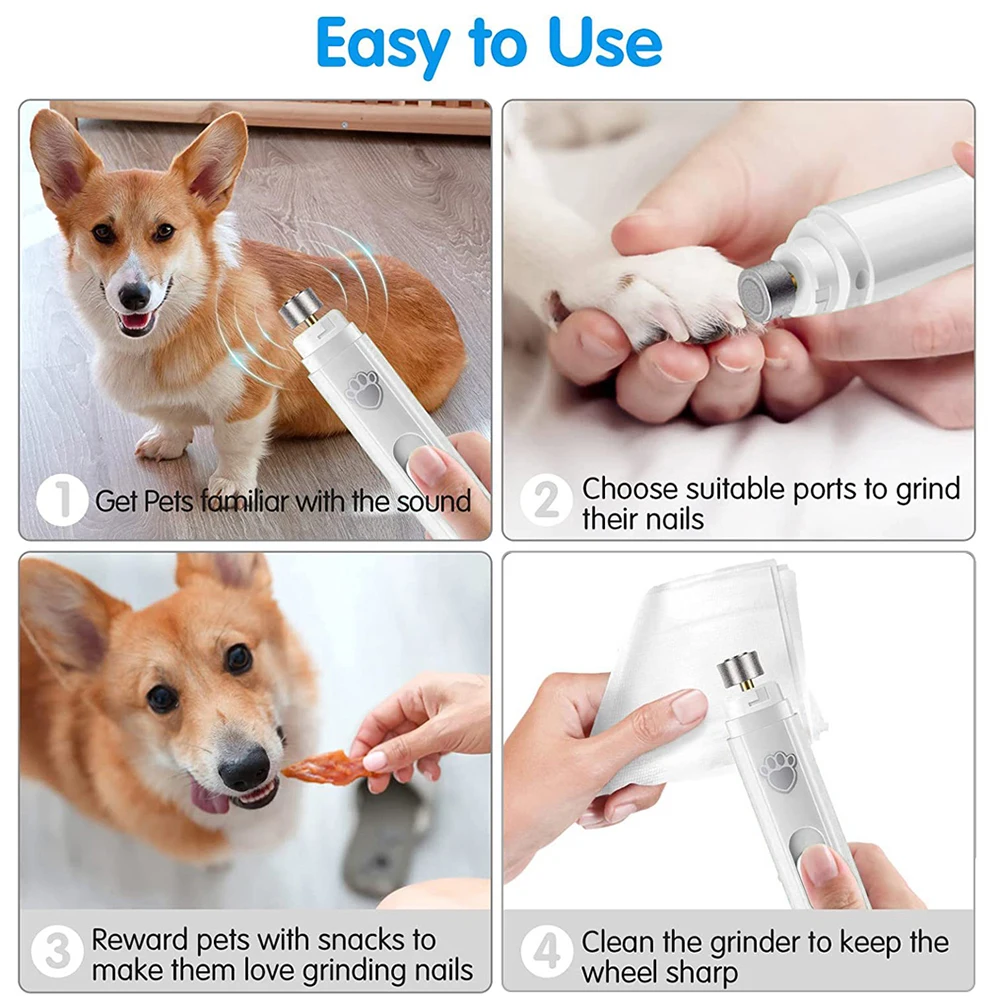 Easy to Use
1 Get Pets familiar with the sound
2 Choose suitable ports to grind
their nails
3 Reward pets with snacks to
make them love grinding nails
4 Clean the grinder to keep the
wheel sharp